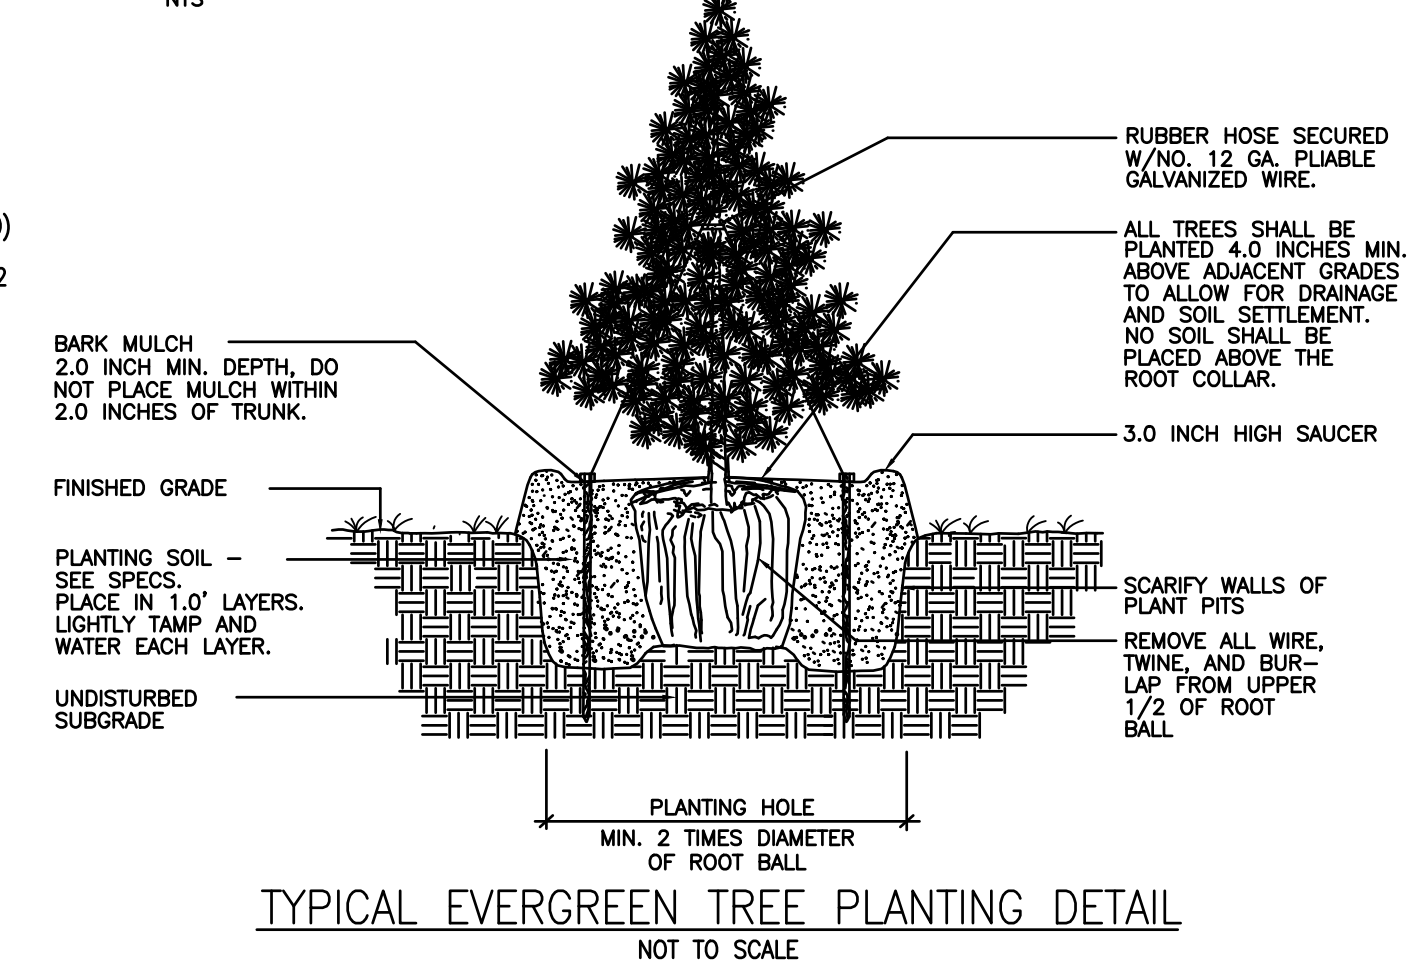 NTS
2
BARK MULCH
2.0 INCH MIN. DEPTH, DO
NOT PLACE MULCH WITHIN
2.0 INCHES OF TRUNK.
FINISHED GRADE
PLANTING SOIL –
SEE SPECS.
PLACE IN 1.0' LAYERS.
LIGHTLY TAMP AND
WATER EACH LAYER.
UNDISTURBED
SUBGRADE
RUBBER HOSE SECURED
W/NO. 12 GA. PLIABLE
GALVANIZED WIRE.
ALL TREES SHALL BE
PLANTED 4.0 INCHES MIN.
ABOVE ADJACENT GRADES
TO ALLOW FOR DRAINAGE
AND SOIL SETTLEMENT.
NO SOIL SHALL BE
PLACED ABOVE THE
ROOT COLLAR.
3.0 INCH HIGH SAUCER
SCARIFY WALLS OF
PLANT PITS
REMOVE ALL WIRE,
TWINE, AND BUR–
LAP FROM UPPER
1/2 OF ROOT
BALL
PLANTING HOLE
MIN. 2 TIMES DIAMETER
OF ROOT BALL
TYPICAL EVERGREEN TREE PLANTING DETAIL
NOT TO SCALE